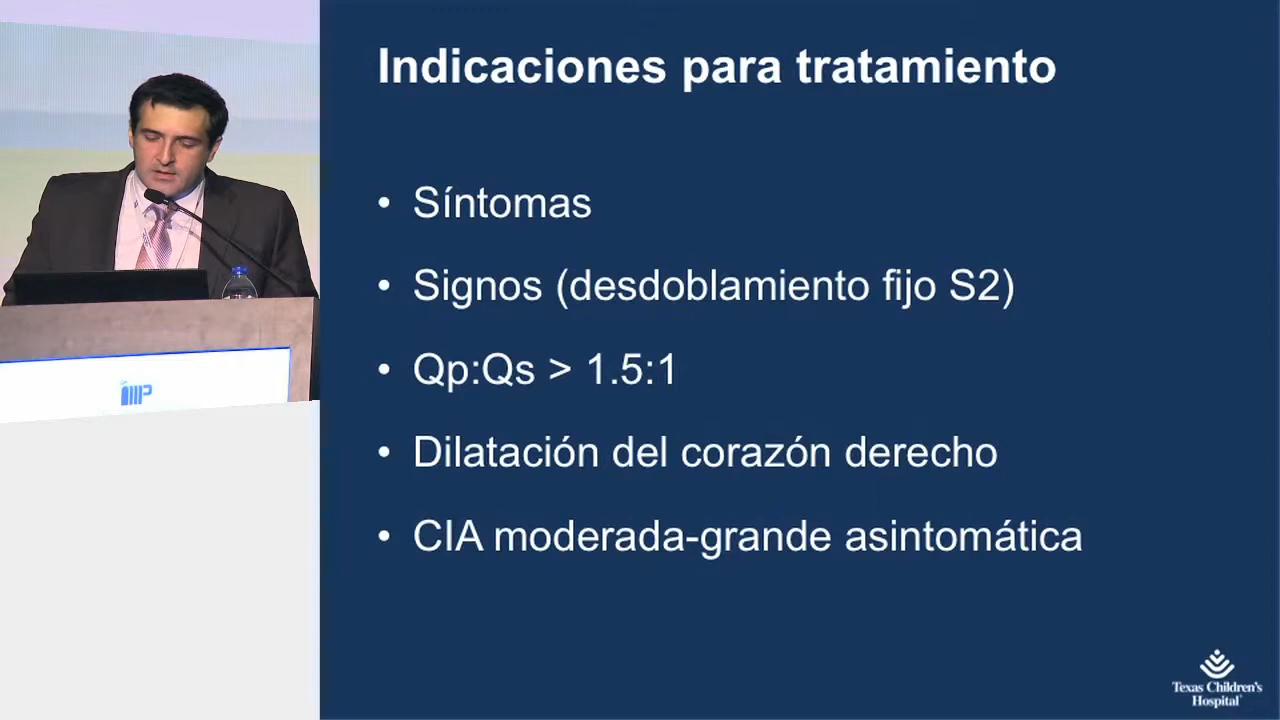 Indicaciones para tratamiento
• Síntomas
• Signos (desdoblamiento fijo S2)
• Qp:Qs > 1.5:1
• Dilatación del corazón derecho
• CIA moderada-grande asintomática
Texas Children's
Hospital